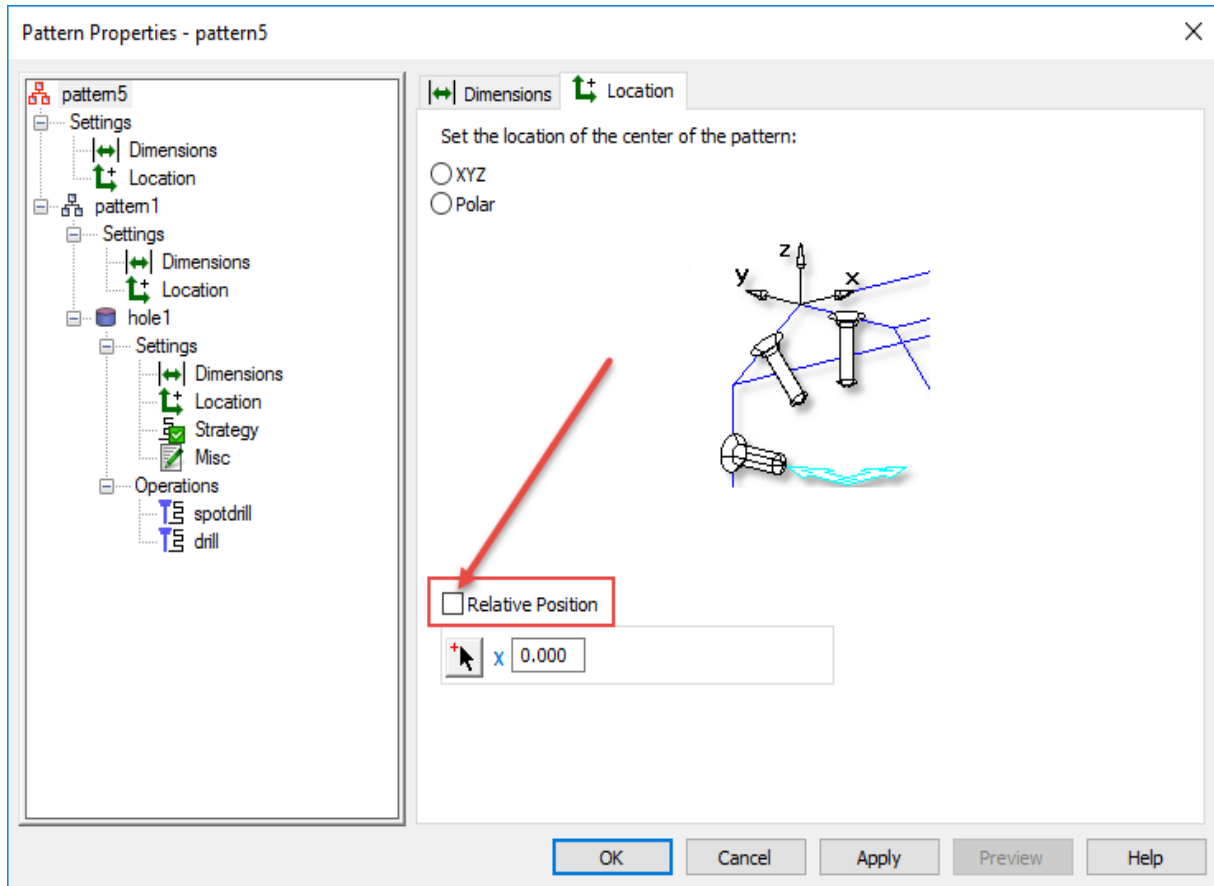 Pattern Properties - pattern5
pattern5
Settings
Dimensions
Location
pattern1
Settings
Dimensions
Location
hole1
Settings
Dimensions
Location
Strategy
Misc
Operations
spotdrill
drill
Dimensions Location
Set the location of the center of the pattern:
XYZ
Polar
z
y x
Relative Position
x 0.000
OK Cancel Apply Preview Help